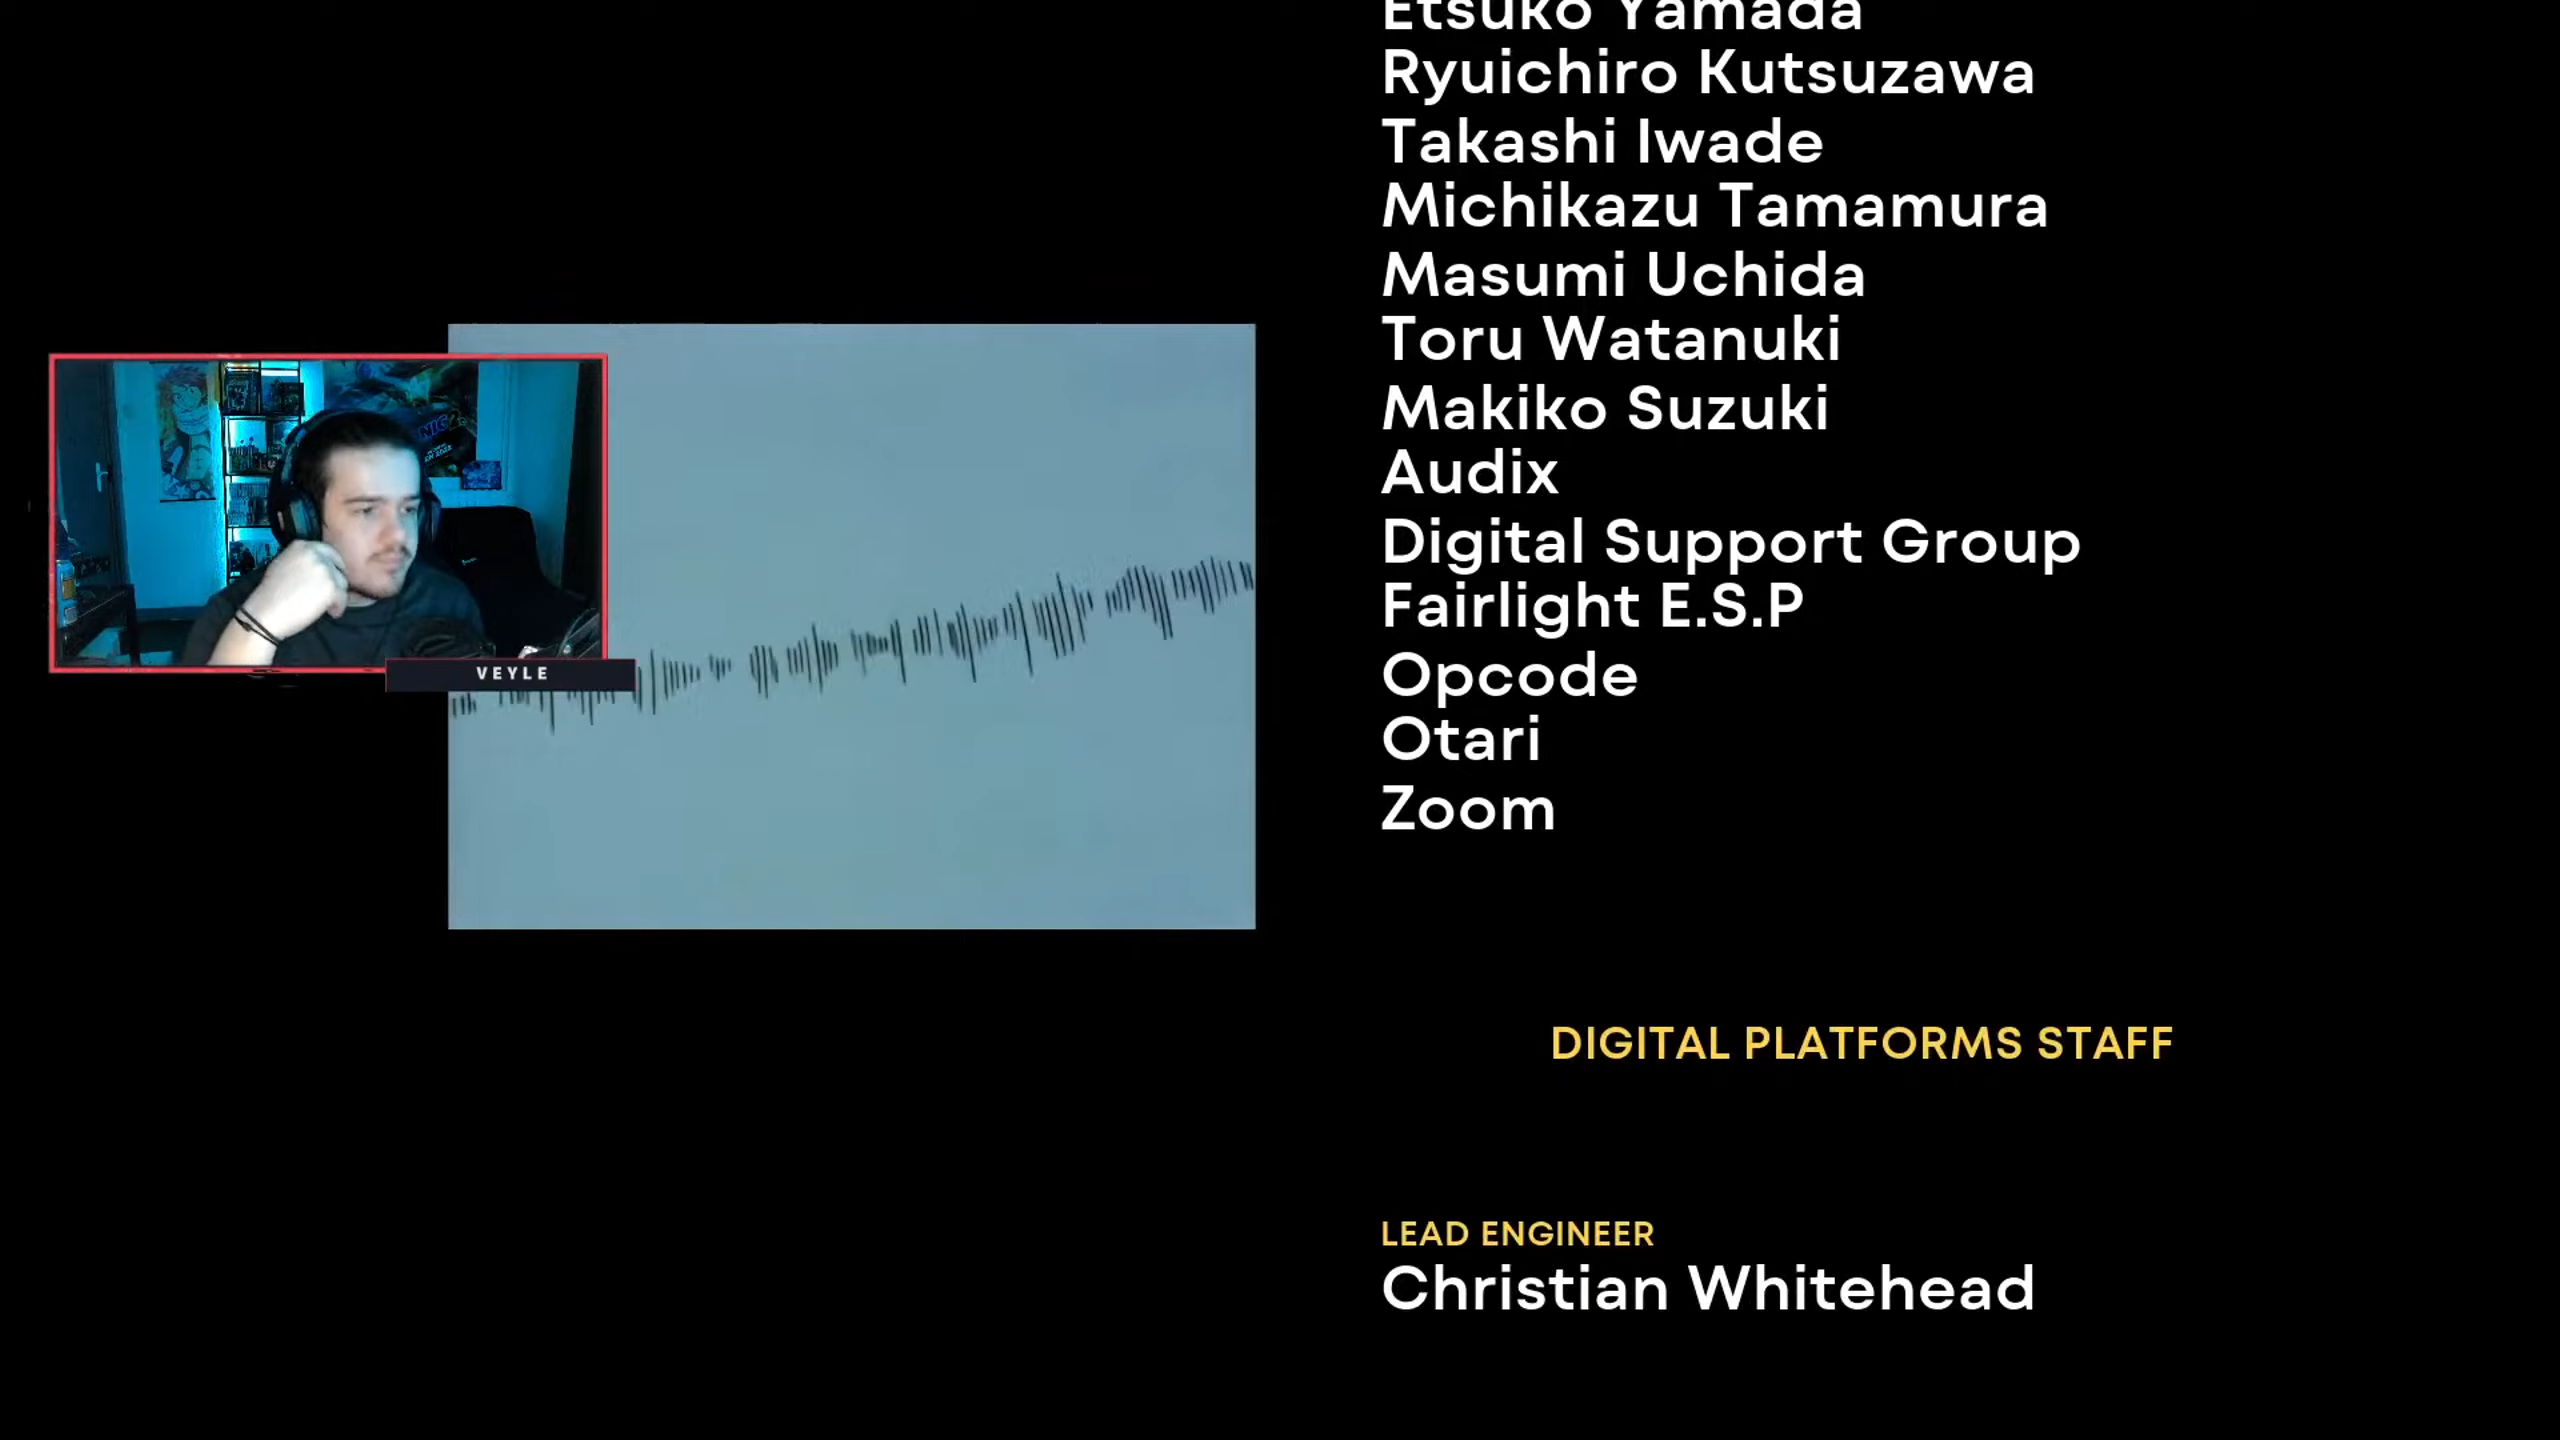 Etsuko Yamada
Ryuichiro Kutsuzawa
Takashi Iwade
Michikazu Tamamura
Masumi Uchida
Toru Watanuki
Makiko Suzuki
Audix
Digital Support Group
Fairlight E.S.P
Opcode
Otari
Zoom
VEYLE
DIGITAL PLATFORMS STAFF
LEAD ENGINEER
Christian Whitehead